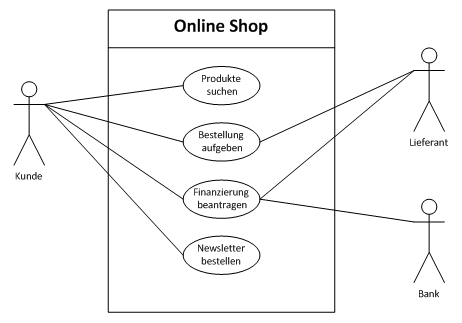 Online Shop
Produkte
suchen
Bestellung
aufgeben
Finanzierung
beantragen
Newsletter
bestellen
Kunde
Lieferant
Bank